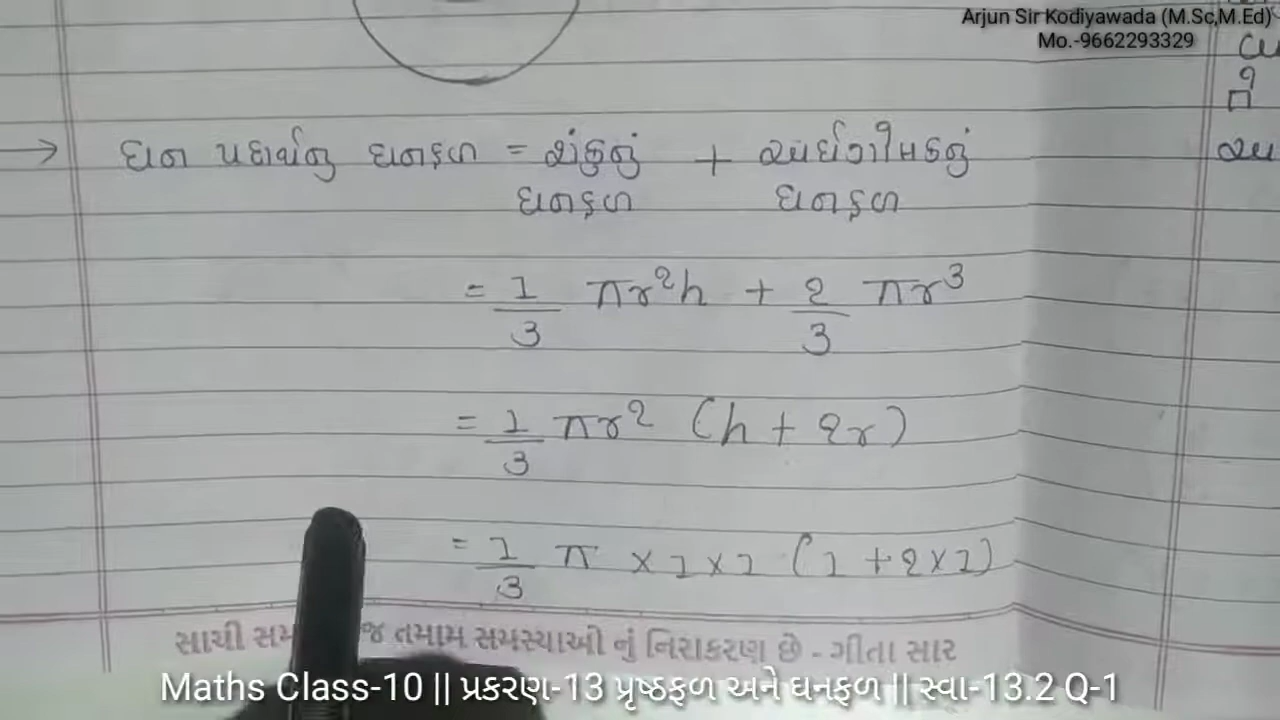 Arjun Sir Kodiyawada (M.Sc,M.Ed)
Mo.-9662293329
→ ઘન પદાર્થનું ઘનફળ = શંકુનું + અર્ધગોલકનું
ઘનફળ ઘનફળ
= 1/3 πr²h + 2/3 πr³
= 1/3 πr² (h + 2r)
= 1/3 π × 1 × 1 (1 + 2 × 1)
જ તમામ સમસ્યાઓ નું નિરાકરણ છે - ગીતા સાર
Maths Class-10 || પ્રકરણ-13 પૃષ્ઠફળ અને ઘનફળ || સ્વા-13.2 Q-1